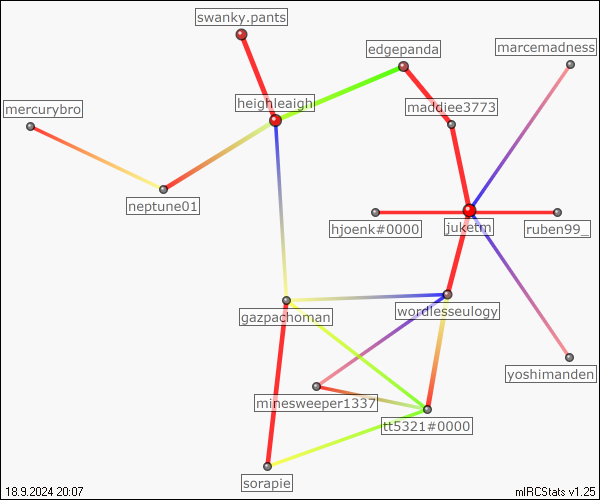 swanky.pants
edgepanda
marcemadness
mercurybro
heighleaigh
maddiee3773
neptune01
hjoenk#0000
juketm
ruben99_
gazpachoman
wordlesseulogy
yoshimanden
minesweeper1337
tt5321#0000
sorapie
18.9.2024 20:07
mIRCStats v1.25